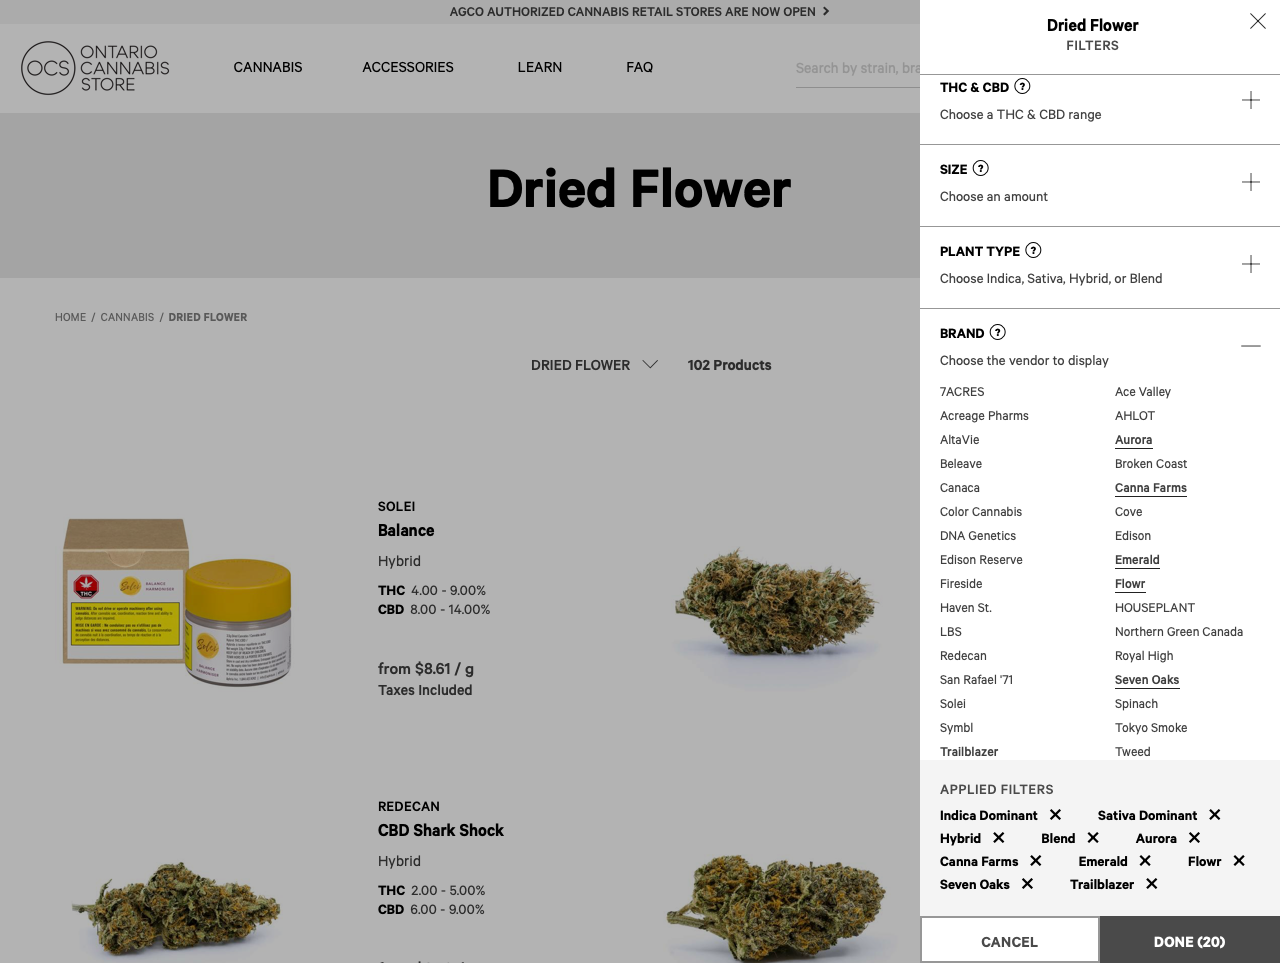 AGCO AUTHORIZED CANNABIS RETAIL STORES ARE NOW OPEN
OCS
ONTARIO
CANNABIS
STORE
CANNABIS
ACCESSORIES
LEARN
FAQ
Search by strain, bra
Dried Flower
HOME / CANNABIS / DRIED FLOWER
DRIED FLOWER
102 Products
THC
Solei
BALANCE
Solei
SOLEI
Balance
Hybrid
THC 4.00 - 9.00%
CBD 8.00 - 14.00%
from $8.61 / g
Taxes Included
REDECAN
CBD Shark Shock
Hybrid
THC 2.00 - 5.00%
CBD 6.00 - 9.00%
Dried Flower
FILTERS
THC & CBD ?
Choose a THC & CBD range
SIZE ?
Choose an amount
PLANT TYPE ?
Choose Indica, Sativa, Hybrid, or Blend
BRAND ?
Choose the vendor to display
7ACRES
Ace Valley
Acreage Pharms
AHLOT
AltaVie
Aurora
Beleave
Broken Coast
Canaca
Canna Farms
Color Cannabis
Cove
DNA Genetics
Edison
Edison Reserve
Emerald
Fireside
Flowr
Haven St.
HOUSEPLANT
LBS
Northern Green Canada
Redecan
Royal High
San Rafael '71
Seven Oaks
Solei
Spinach
Symbl
Tokyo Smoke
Trailblazer
Tweed
APPLIED FILTERS
Indica Dominant ✕ Sativa Dominant ✕
Hybrid ✕ Blend ✕ Aurora ✕
Canna Farms ✕ Emerald ✕ Flowr ✕
Seven Oaks ✕ Trailblazer ✕
CANCEL
DONE (20)